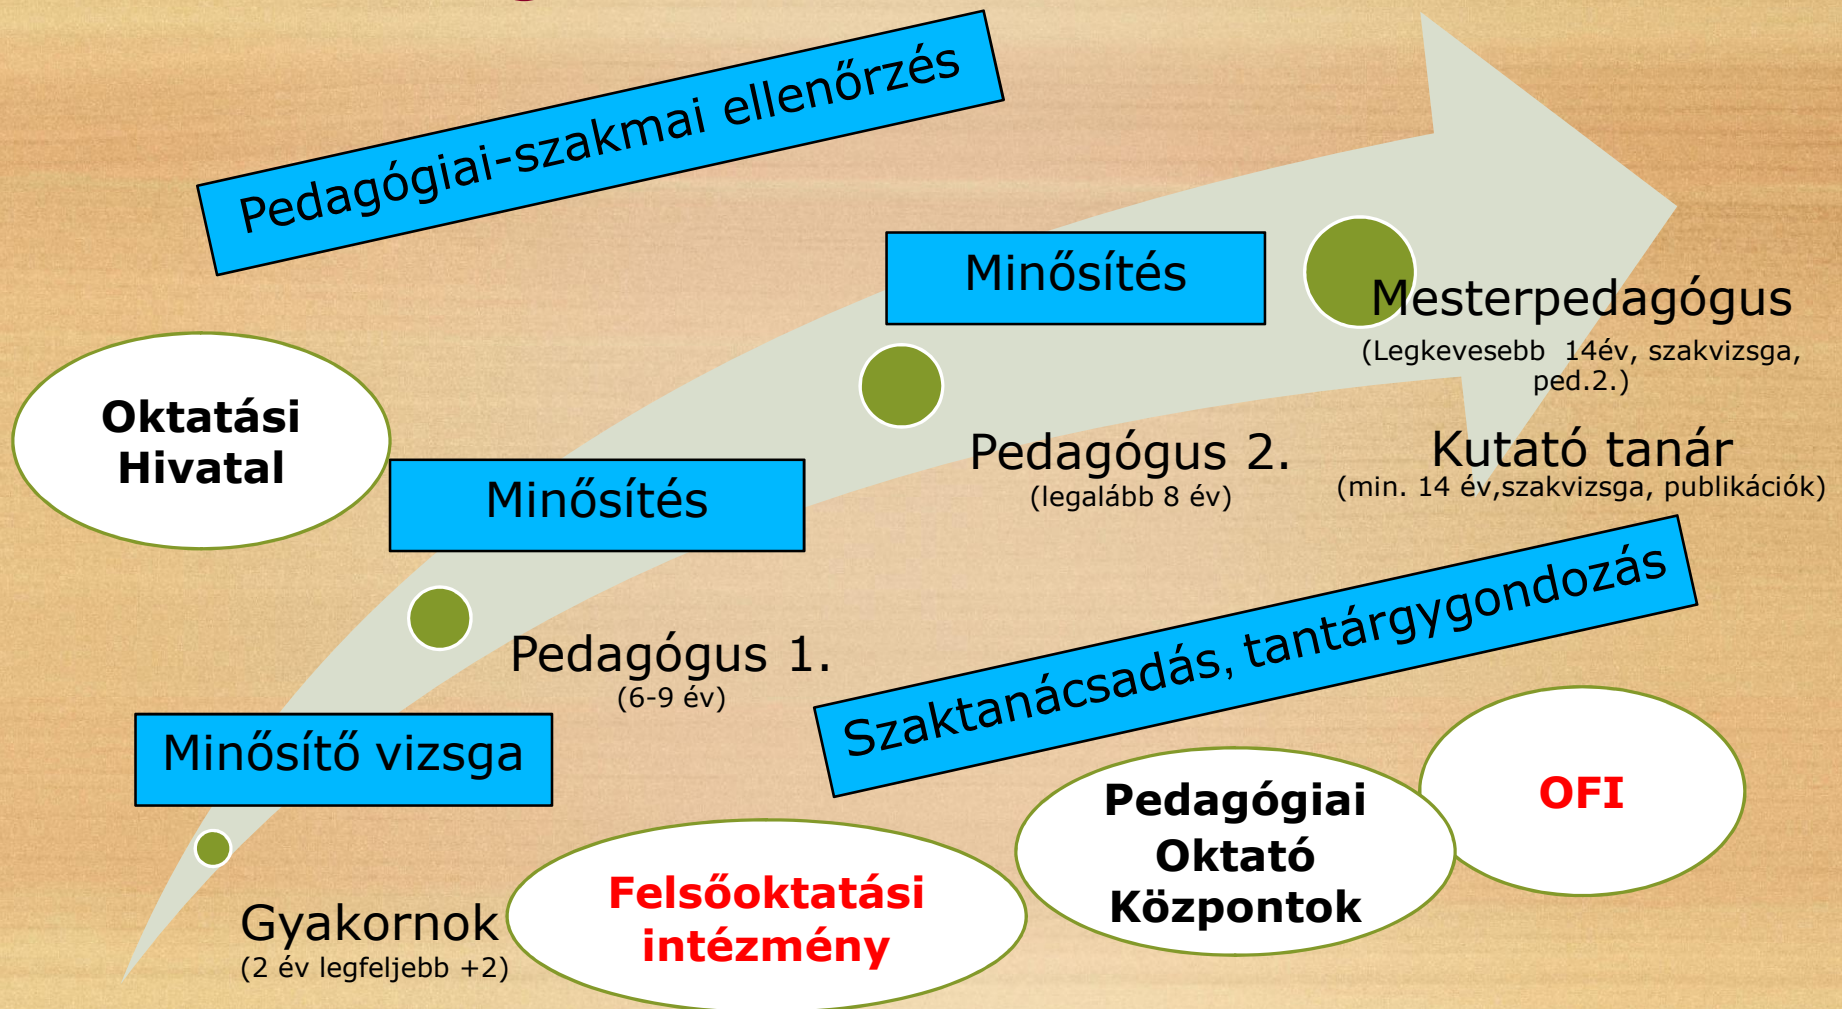 Pedagógiai-szakmai ellenőrzés
Minősítés
Mesterpedagógus
(Legkevesebb 14év, szakvizsga,
ped.2.)
Oktatási
Hivatal
Minősítés
Pedagógus 2.
(legalább 8 év)
Kutató tanár
(min. 14 év,szakvizsga, publikációk)
Pedagógus 1.
(6-9 év)
Szaktanácsadás, tantárgygondozás
Minősítő vizsga
Gyakornok
(2 év legfeljebb +2)
Felsőoktatási
intézmény
Pedagógiai
Oktató
Központok
OFI